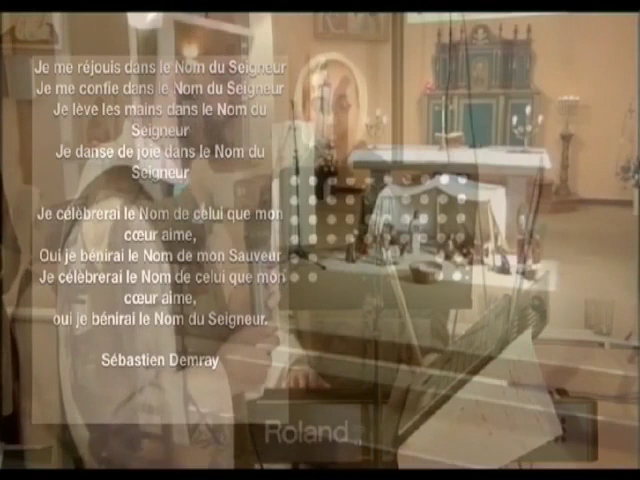 Je me réjouis dans le Nom du Seigneur
Je me confie dans le Nom du Seigneur
Je lève les mains dans le Nom du
Seigneur
Je danse de joie dans le Nom du
Seigneur
Je célèbrerai le Nom de celui que mon
cœur aime,
Oui je bénirai le Nom de mon Sauveur
Je célèbrerai le Nom de celui que mon
cœur aime,
oui je bénirai le Nom du Seigneur.
Sébastien Demray
Roland